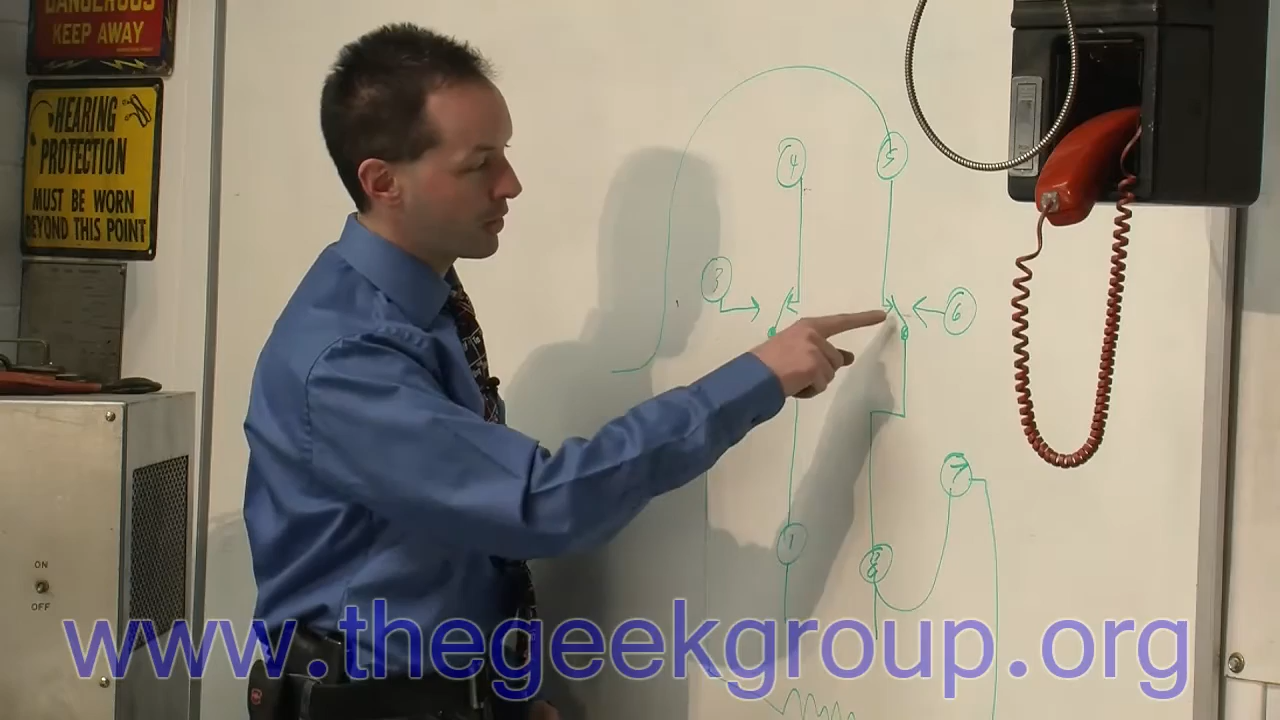 DANGEROUS
KEEP AWAY
HEARING
PROTECTION
MUST BE WORN
BEYOND THIS POINT
4
5
3
6
7
1
8
ON
OFF
www.thegeekgroup.org